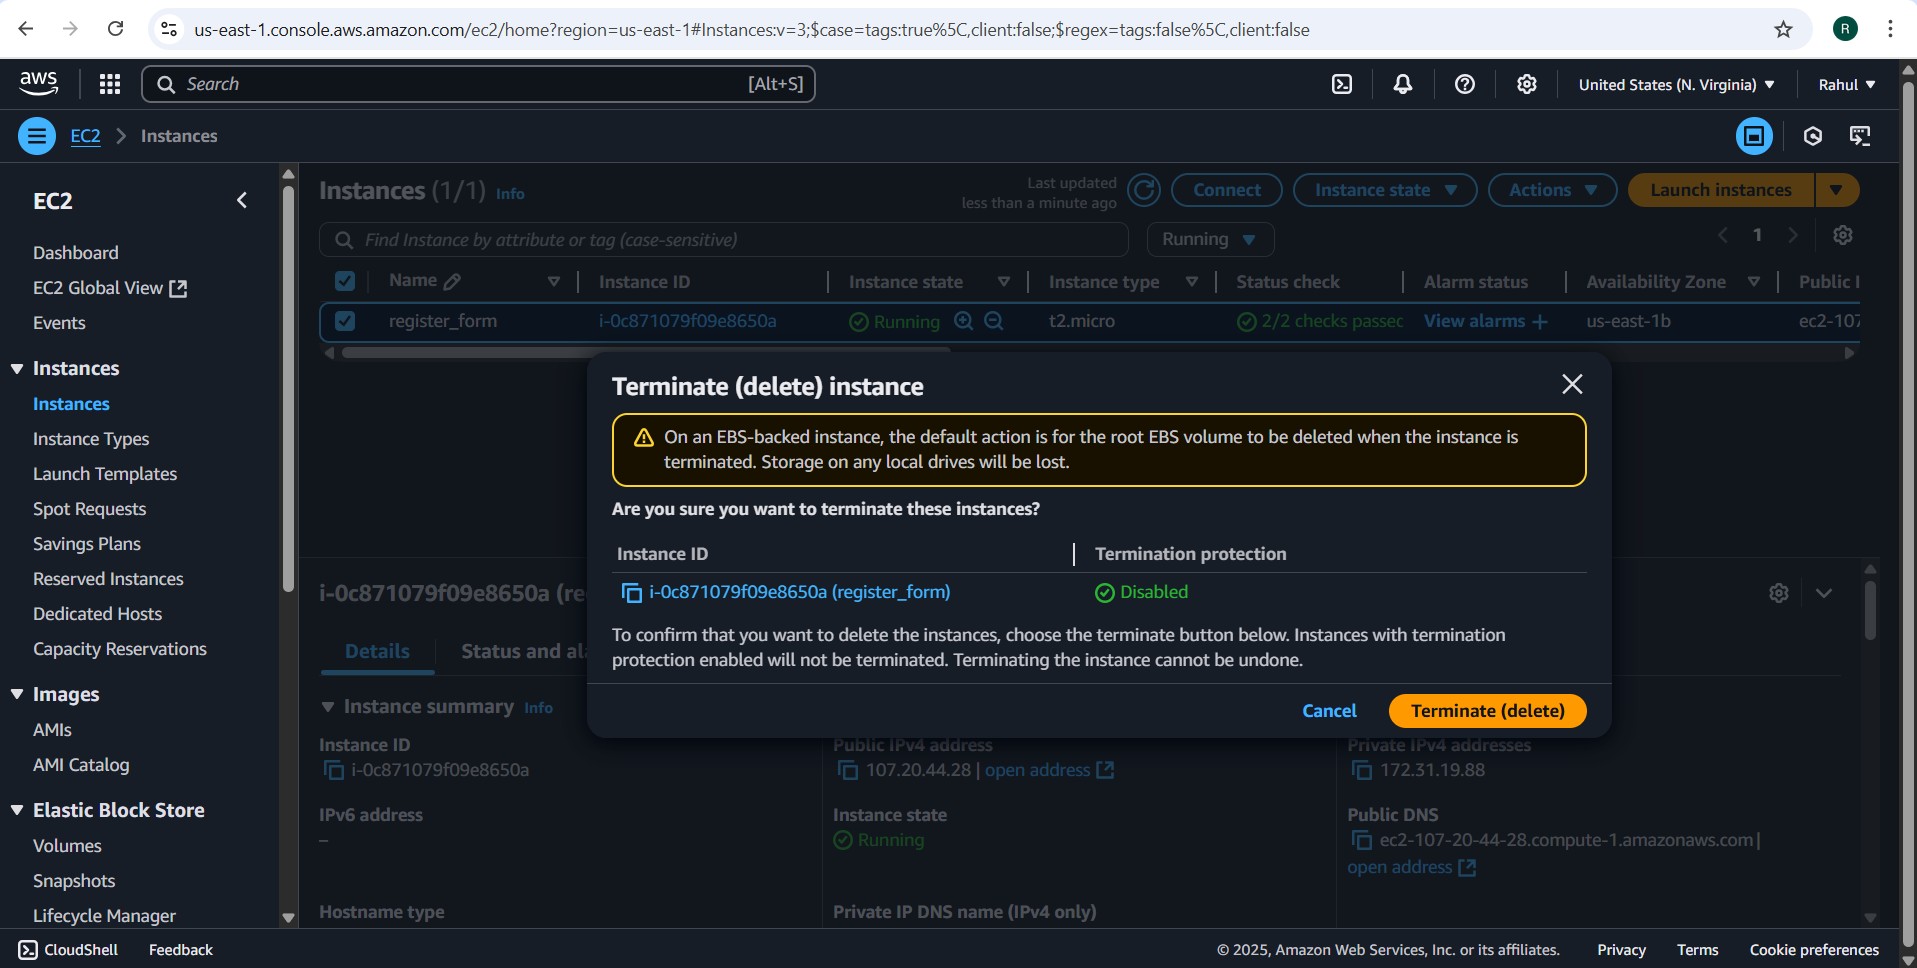 us-east-1.console.aws.amazon.com/ec2/home?region=us-east-1#Instances:v=3;$case=tags:true%5C,client:false;$regex=tags:false%5C,client:false
R
aws
Search [Alt+S]
United States (N. Virginia)
Rahul
EC2 > Instances
EC2
Dashboard
EC2 Global View
Events
Instances
Instances
Instance Types
Launch Templates
Spot Requests
Savings Plans
Reserved Instances
Dedicated Hosts
Capacity Reservations
Images
AMIs
AMI Catalog
Elastic Block Store
Volumes
Snapshots
Lifecycle Manager
Instances (1/1) Info
Last updated
less than a minute ago
Connect
Instance state
Actions
Launch instances
Find Instance by attribute or tag (case-sensitive)
Running
1
Name Instance ID Instance state Instance type Status check Alarm status Availability Zone Public I
register_form i-0c871079f09e8650a Running t2.micro 2/2 checks passec View alarms + us-east-1b ec2-107
Terminate (delete) instance
On an EBS-backed instance, the default action is for the root EBS volume to be deleted when the instance is
terminated. Storage on any local drives will be lost.
Are you sure you want to terminate these instances?
Instance ID Termination protection
i-0c871079f09e8650a (register_form) Disabled
To confirm that you want to delete the instances, choose the terminate button below. Instances with termination
protection enabled will not be terminated. Terminating the instance cannot be undone.
Cancel
Terminate (delete)
i-0c871079f09e8650a (re
Details
Status and ala
Instance summary Info
Instance ID
i-0c871079f09e8650a
Public IPv4 address
107.20.44.28 | open address
Private IPv4 addresses
172.31.19.88
IPv6 address
–
Instance state
Running
Public DNS
ec2-107-20-44-28.compute-1.amazonaws.com |
open address
Hostname type
Private IP DNS name (IPv4 only)
CloudShell
Feedback
© 2025, Amazon Web Services, Inc. or its affiliates.
Privacy
Terms
Cookie preferences